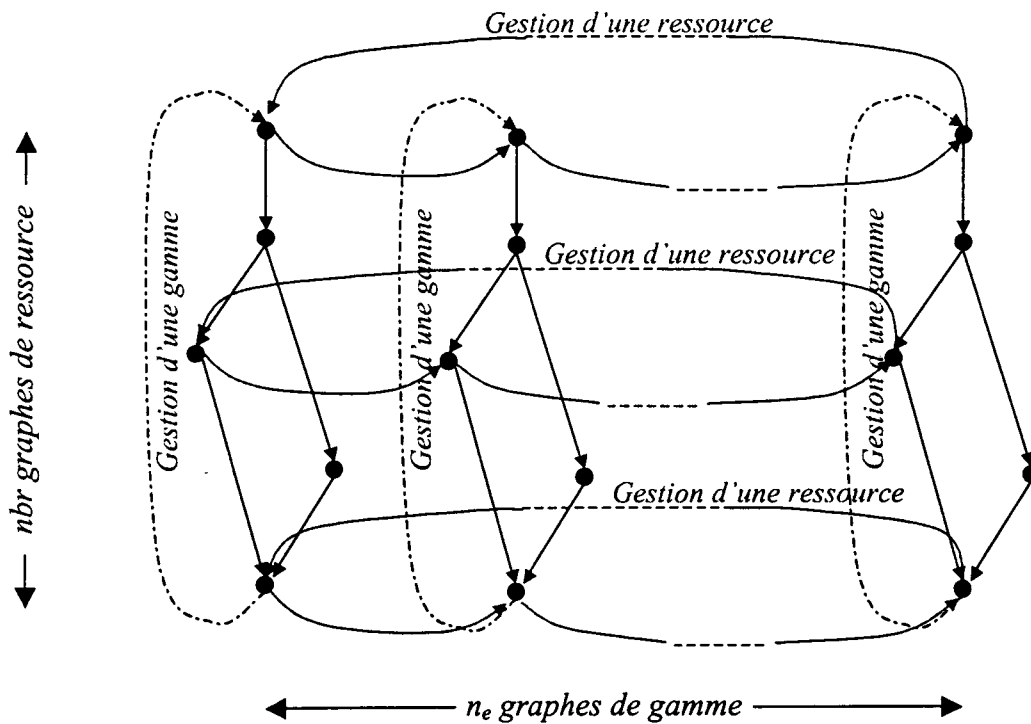 Gestion d'une ressource
nbr graphes de ressource
Gestion d'une gamme
Gestion d'une gamme
Gestion d'une gamme
Gestion d'une ressource
Gestion d'une ressource
nₑ graphes de gamme